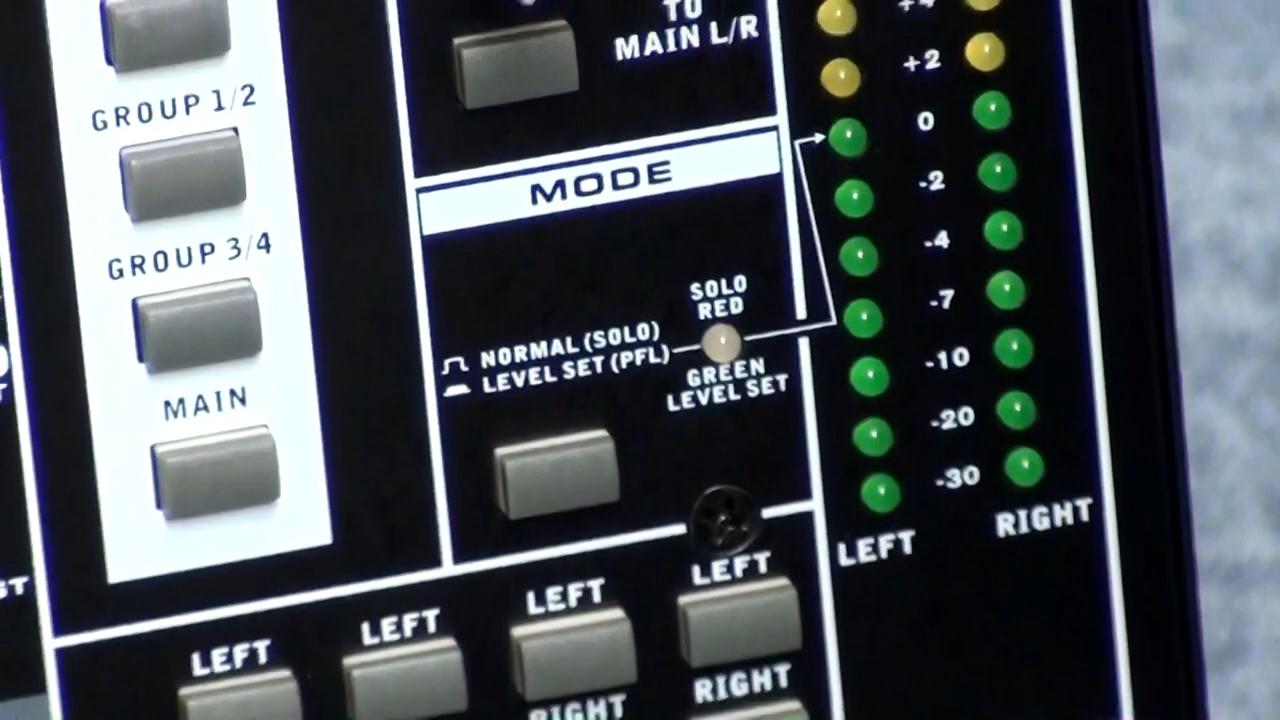 TO
MAIN L/R
GROUP 1/2
GROUP 3/4
MAIN
MODE
SOLO
RED
NORMAL (SOLO)
LEVEL SET (PFL)
GREEN
LEVEL SET
+4
+2
0
-2
-4
-7
-10
-20
-30
LEFT
RIGHT
LEFT
LEFT
LEFT
LEFT
RIGHT
RIGHT